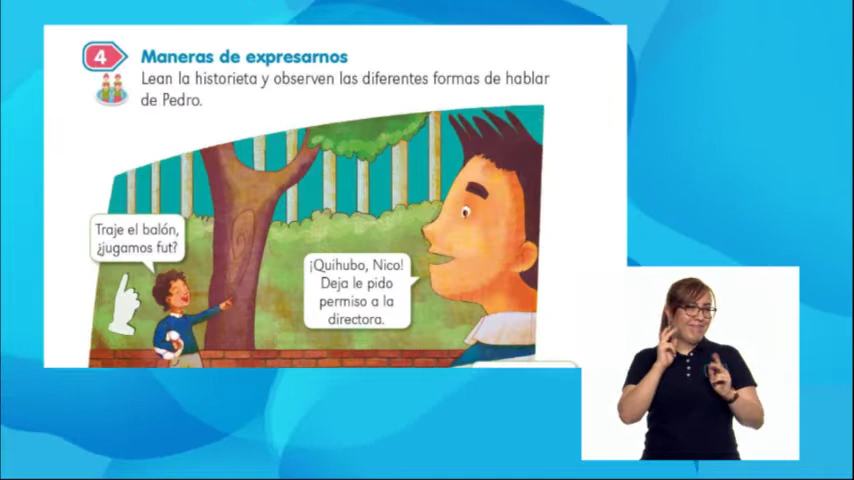 4
Maneras de expresarnos
Lean la historieta y observen las diferentes formas de hablar
de Pedro.
Traje el balón,
¿jugamos fut?
¡Quihubo, Nico!
Deja le pido
permiso a la
directora.